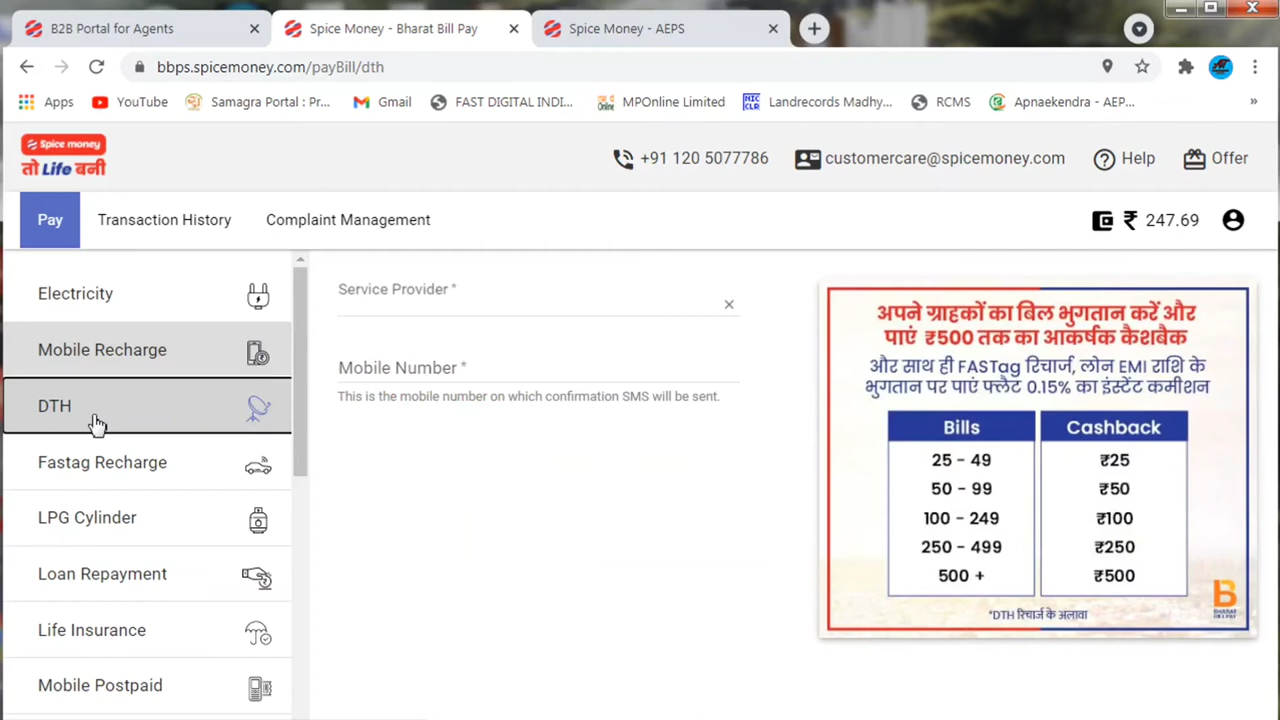 B2B Portal for Agents
Spice Money - Bharat Bill Pay
Spice Money - AEPS
bbps.spicemoney.com/payBill/dth
Apps
YouTube
Samagra Portal : Pr...
Gmail
FAST DIGITAL INDI...
MPOnline Limited
Landrecords Madhy...
RCMS
Apnaekendra - AEP...
Spice money
तो Life बनी
+91 120 5077786
customercare@spicemoney.com
Help
Offer
Pay
Transaction History
Complaint Management
₹ 247.69
Electricity
Mobile Recharge
DTH
Fastag Recharge
LPG Cylinder
Loan Repayment
Life Insurance
Mobile Postpaid
Service Provider *
Mobile Number *
This is the mobile number on which confirmation SMS will be sent.
अपने ग्राहकों का बिल भुगतान करें और
पाएं ₹500 तक का आकर्षक कैशबैक
और साथ ही FASTag रिचार्ज, लोन EMI राशि के
भुगतान पर पाएं फ्लैट 0.15% का इंस्टेंट कमीशन
Bills Cashback
25 - 49 ₹25
50 - 99 ₹50
100 - 249 ₹100
250 - 499 ₹250
500 + ₹500
*DTH रिचार्ज के अलावा
B
BHARAT
BILL PAY